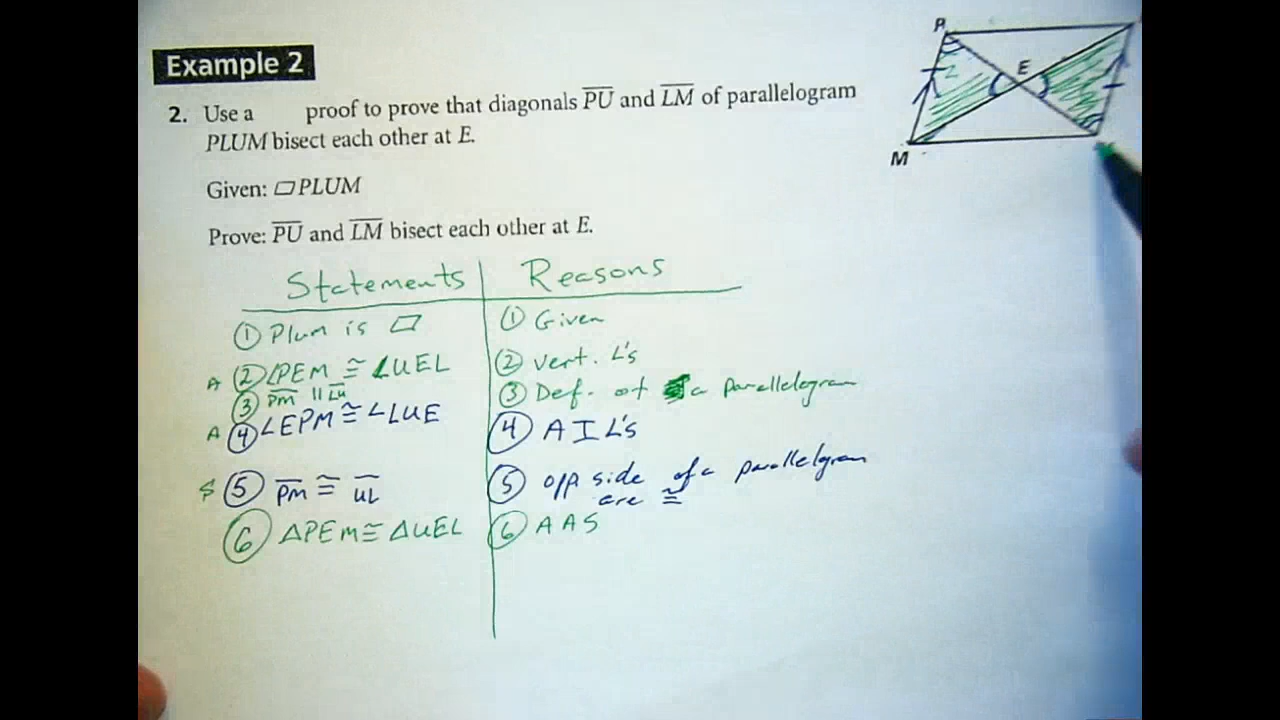 Example 2
2. Use a proof to prove that diagonals PU and LM of parallelogram
PLUM bisect each other at E.
Given: ▱PLUM
Prove: PU and LM bisect each other at E.
Statements Reasons
① Plum is ▱ ① Given
A ② ∠PEM ≅ ∠UEL ② Vert. ∠'s
③ PM || LU ③ Def. of a parallelogram
A ④ ∠EPM ≅ ∠LUE ④ A I ∠'s
S ⑤ PM ≅ UL ⑤ opp side of a parallelgram
are ≅
⑥ △PEM ≅ △UEL ⑥ AAS
P
E
M